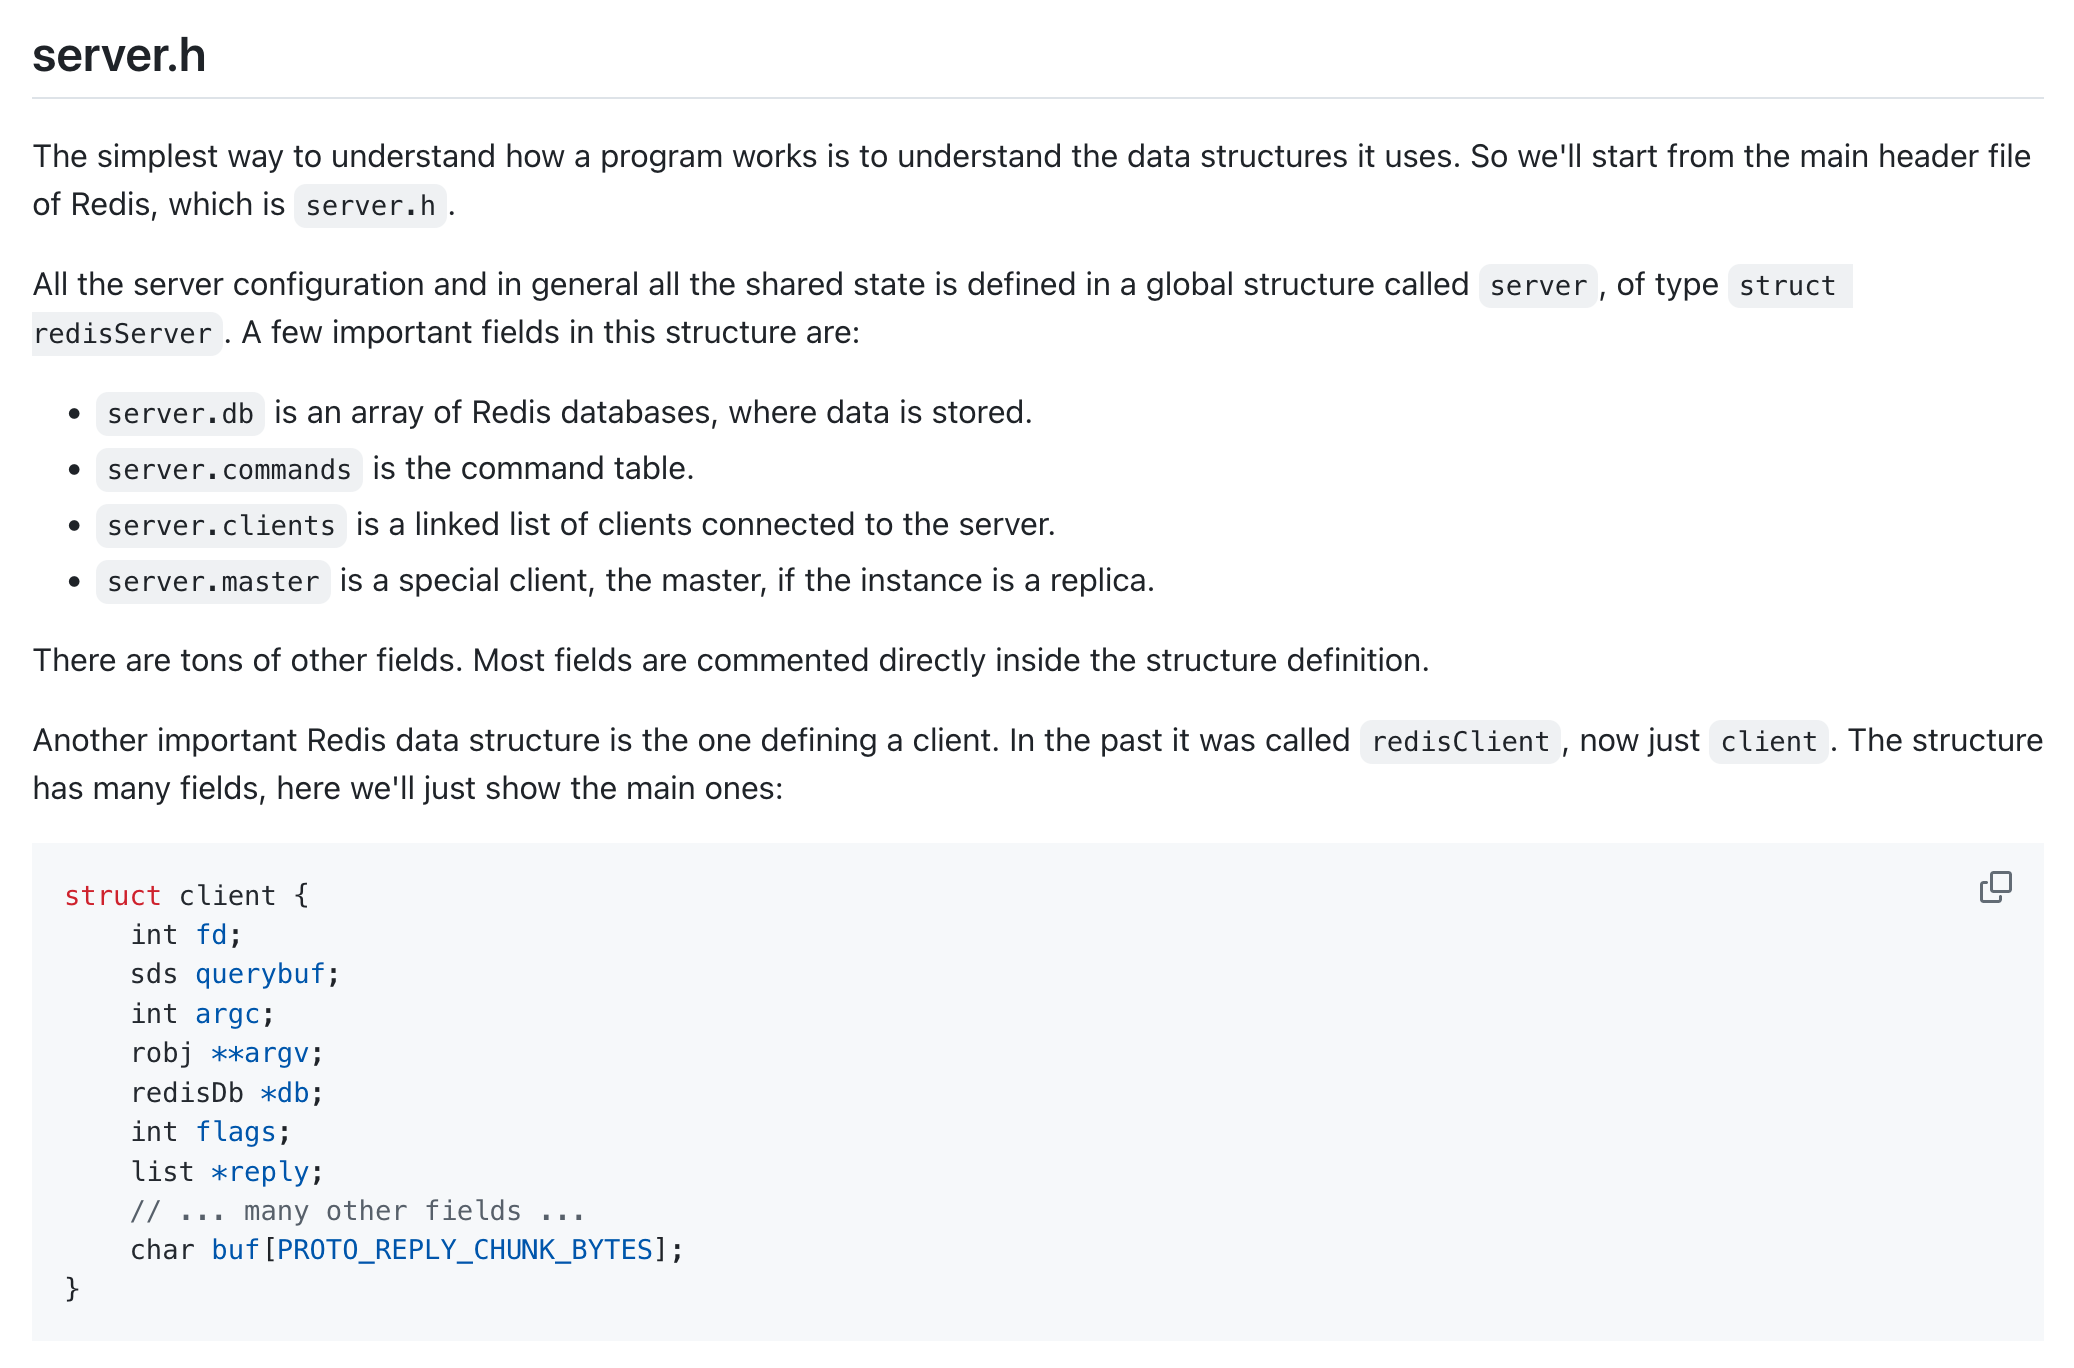 server.h
The simplest way to understand how a program works is to understand the data structures it uses. So we'll start from the main header file
of Redis, which is server.h.
All the server configuration and in general all the shared state is defined in a global structure called server, of type struct
redisServer. A few important fields in this structure are:
• server.db is an array of Redis databases, where data is stored.
• server.commands is the command table.
• server.clients is a linked list of clients connected to the server.
• server.master is a special client, the master, if the instance is a replica.
There are tons of other fields. Most fields are commented directly inside the structure definition.
Another important Redis data structure is the one defining a client. In the past it was called redisClient, now just client. The structure
has many fields, here we'll just show the main ones:
struct client {
    int fd;
    sds querybuf;
    int argc;
    robj **argv;
    redisDb *db;
    int flags;
    list *reply;
    // ... many other fields ...
    char buf[PROTO_REPLY_CHUNK_BYTES];
}